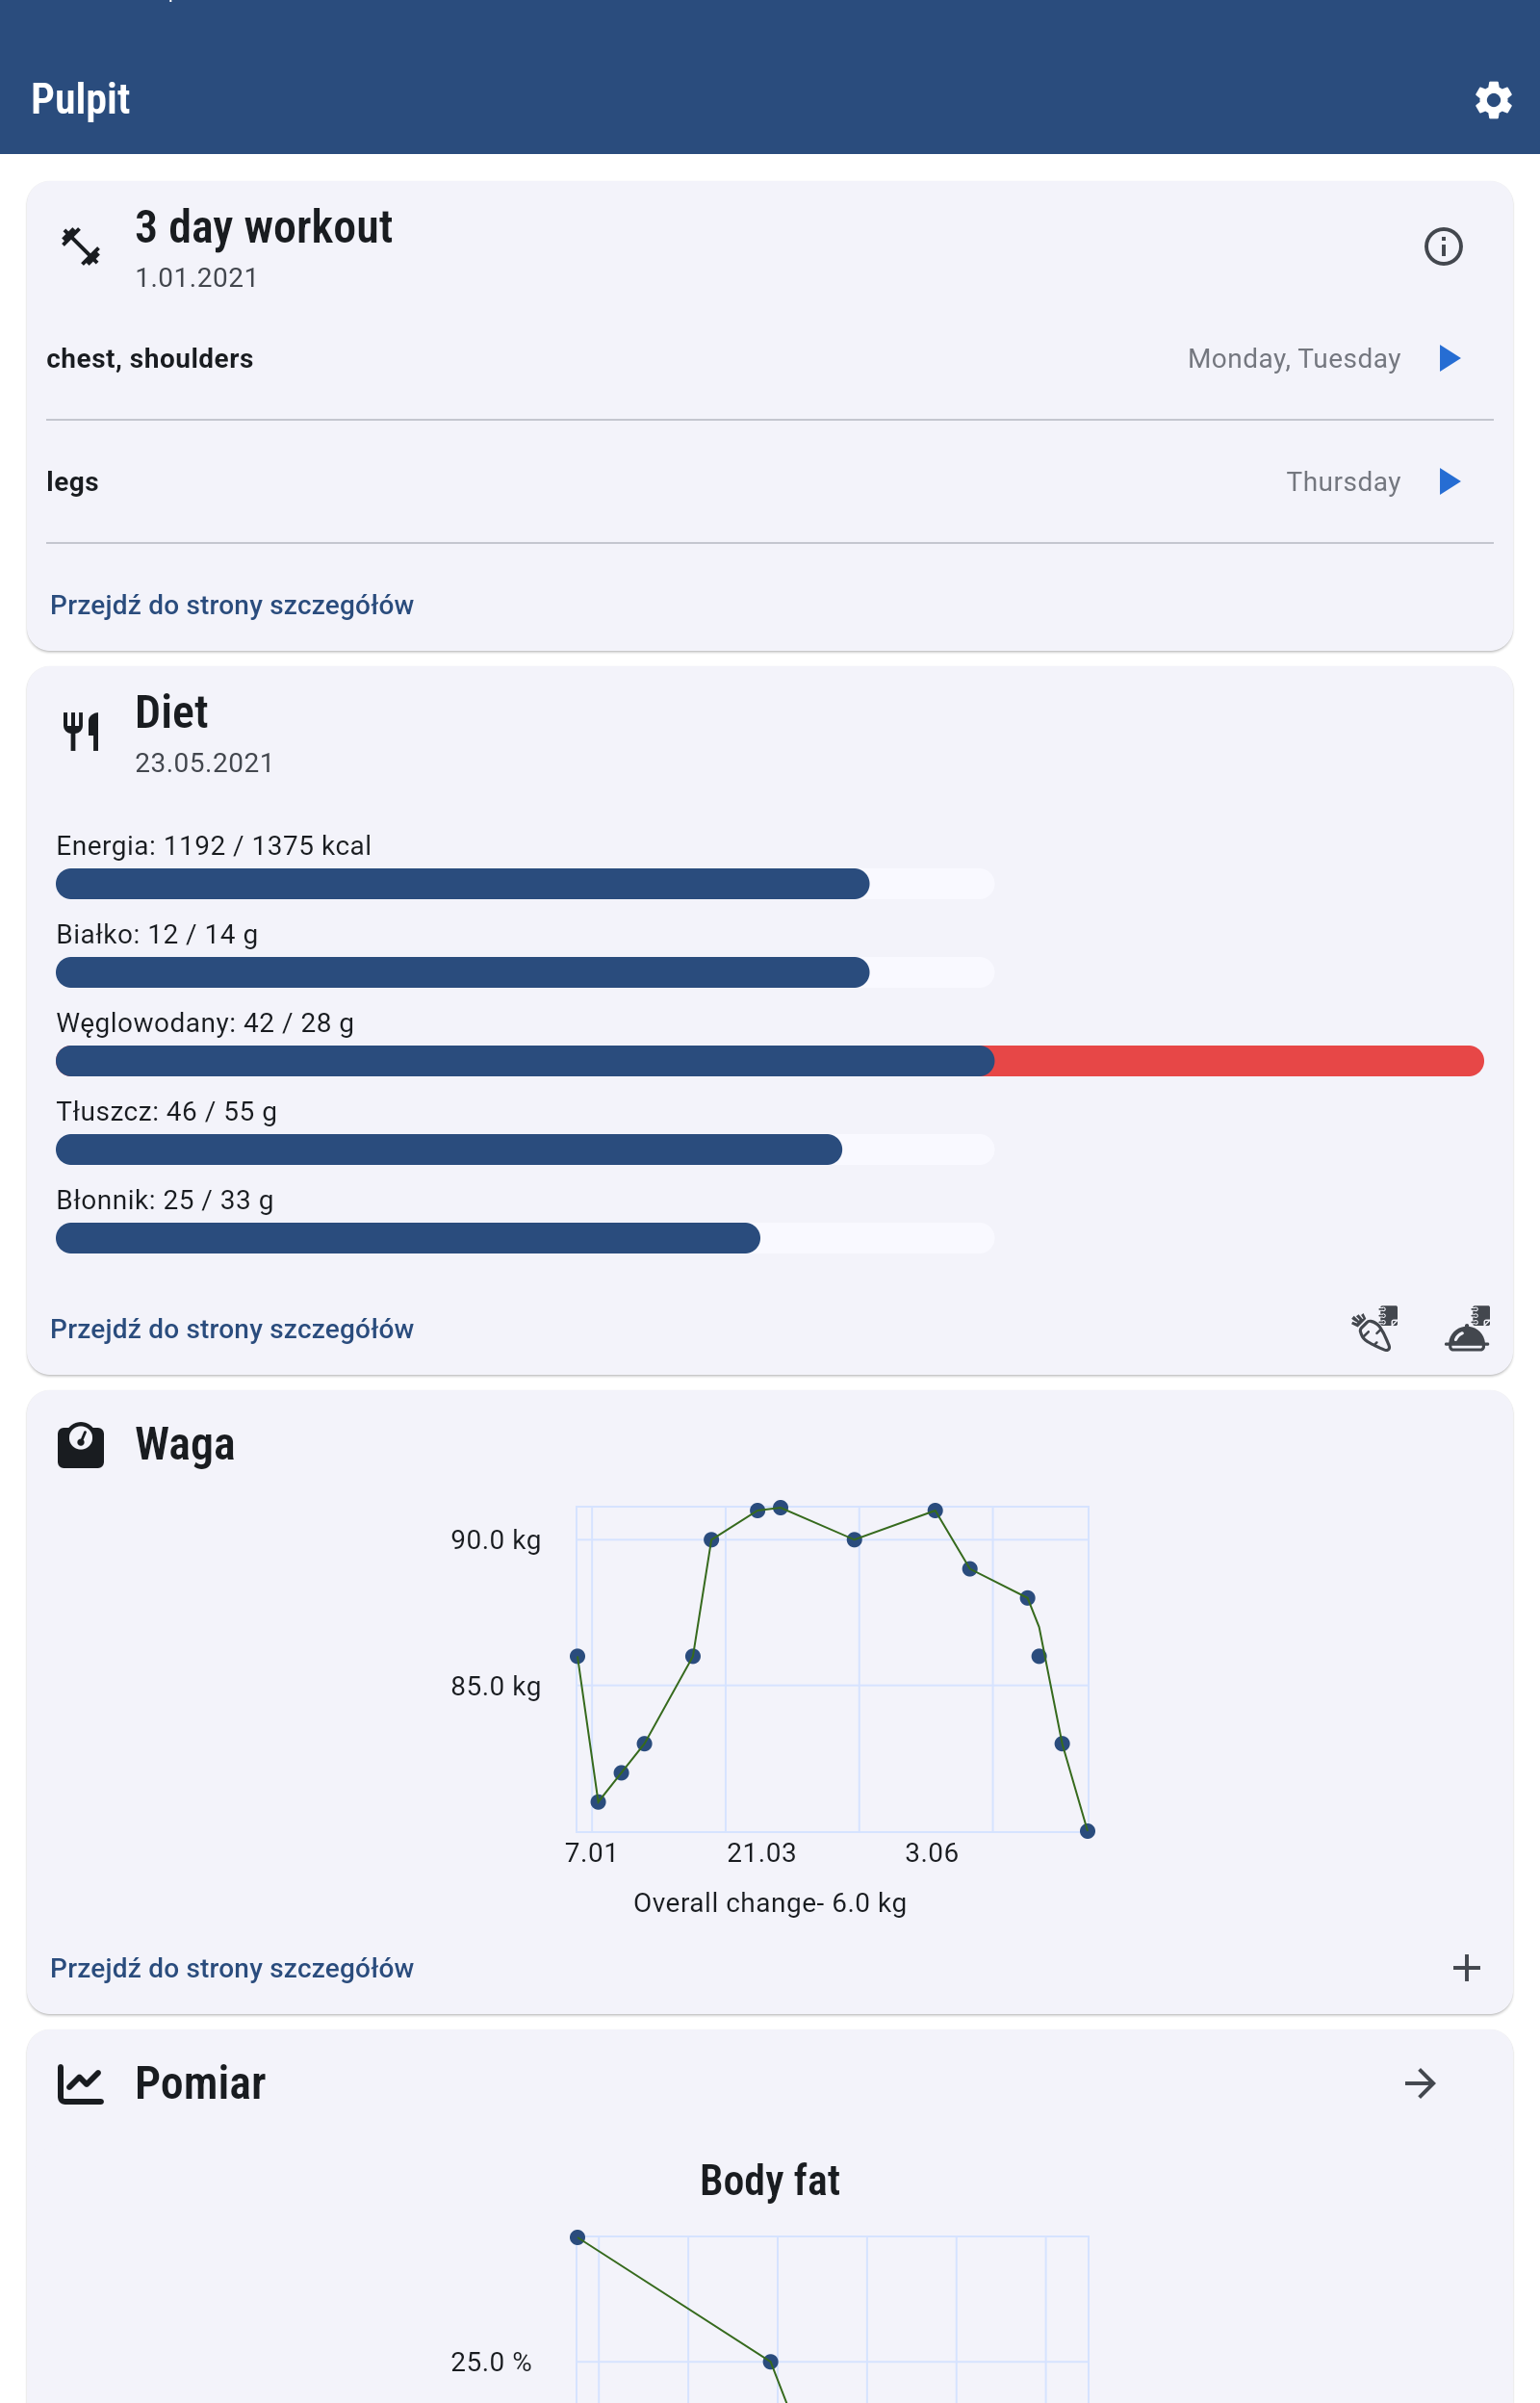 Pulpit
3 day workout
1.01.2021
chest, shoulders
Monday, Tuesday
legs
Thursday
Przejdź do strony szczegółów
Diet
23.05.2021
Energia: 1192 / 1375 kcal
Białko: 12 / 14 g
Węglowodany: 42 / 28 g
Tłuszcz: 46 / 55 g
Błonnik: 25 / 33 g
Przejdź do strony szczegółów
Waga
90.0 kg
85.0 kg
7.01 21.03 3.06
Overall change- 6.0 kg
Przejdź do strony szczegółów
Pomiar
Body fat
25.0 %